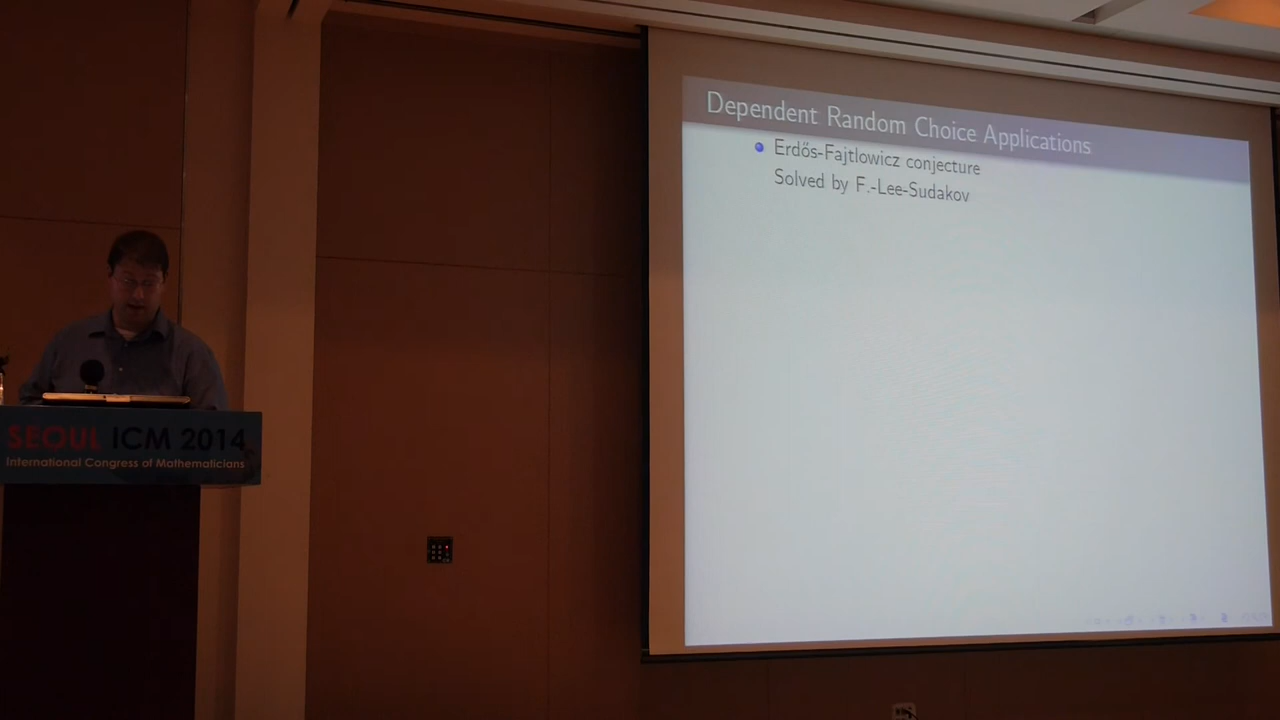 Dependent Random Choice Applications
Erdős-Fajtlowicz conjecture
Solved by F.-Lee-Sudakov
SEOUL ICM 2014
International Congress of Mathematicians